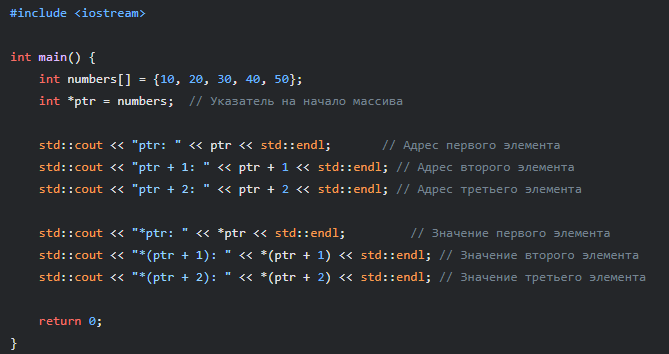 #include <iostream>

int main() {
    int numbers[] = {10, 20, 30, 40, 50};
    int *ptr = numbers;  // Указатель на начало массива

    std::cout << "ptr: " << ptr << std::endl;       // Адрес первого элемента
    std::cout << "ptr + 1: " << ptr + 1 << std::endl; // Адрес второго элемента
    std::cout << "ptr + 2: " << ptr + 2 << std::endl; // Адрес третьего элемента

    std::cout << "*ptr: " << *ptr << std::endl;         // Значение первого элемента
    std::cout << "*(ptr + 1): " << *(ptr + 1) << std::endl; // Значение второго элемента
    std::cout << "*(ptr + 2): " << *(ptr + 2) << std::endl; // Значение третьего элемента

    return 0;
}